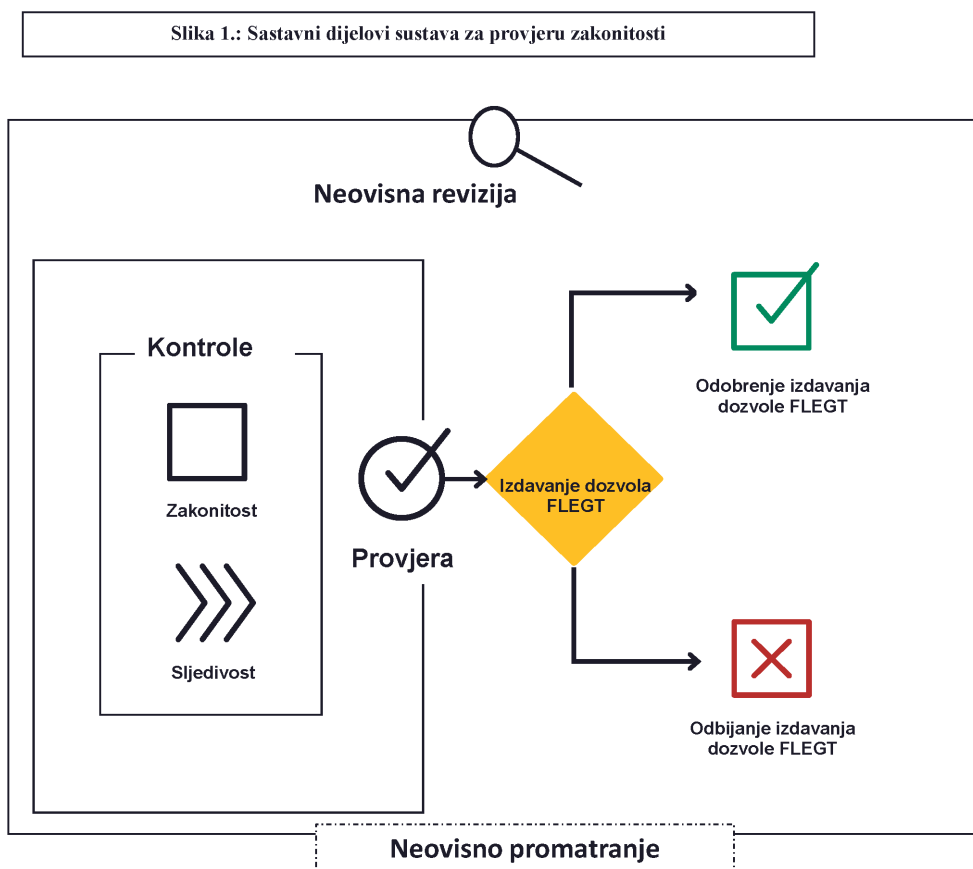 Slika 1.: Sastavni dijelovi sustava za provjeru zakonitosti
Neovisna revizija
Kontrole
Zakonitost
Sljedivost
Provjera
Izdavanje dozvola
FLEGT
Odobrenje izdavanja
dozvole FLEGT
Odbijanje izdavanja
dozvole FLEGT
Neovisno promatranje